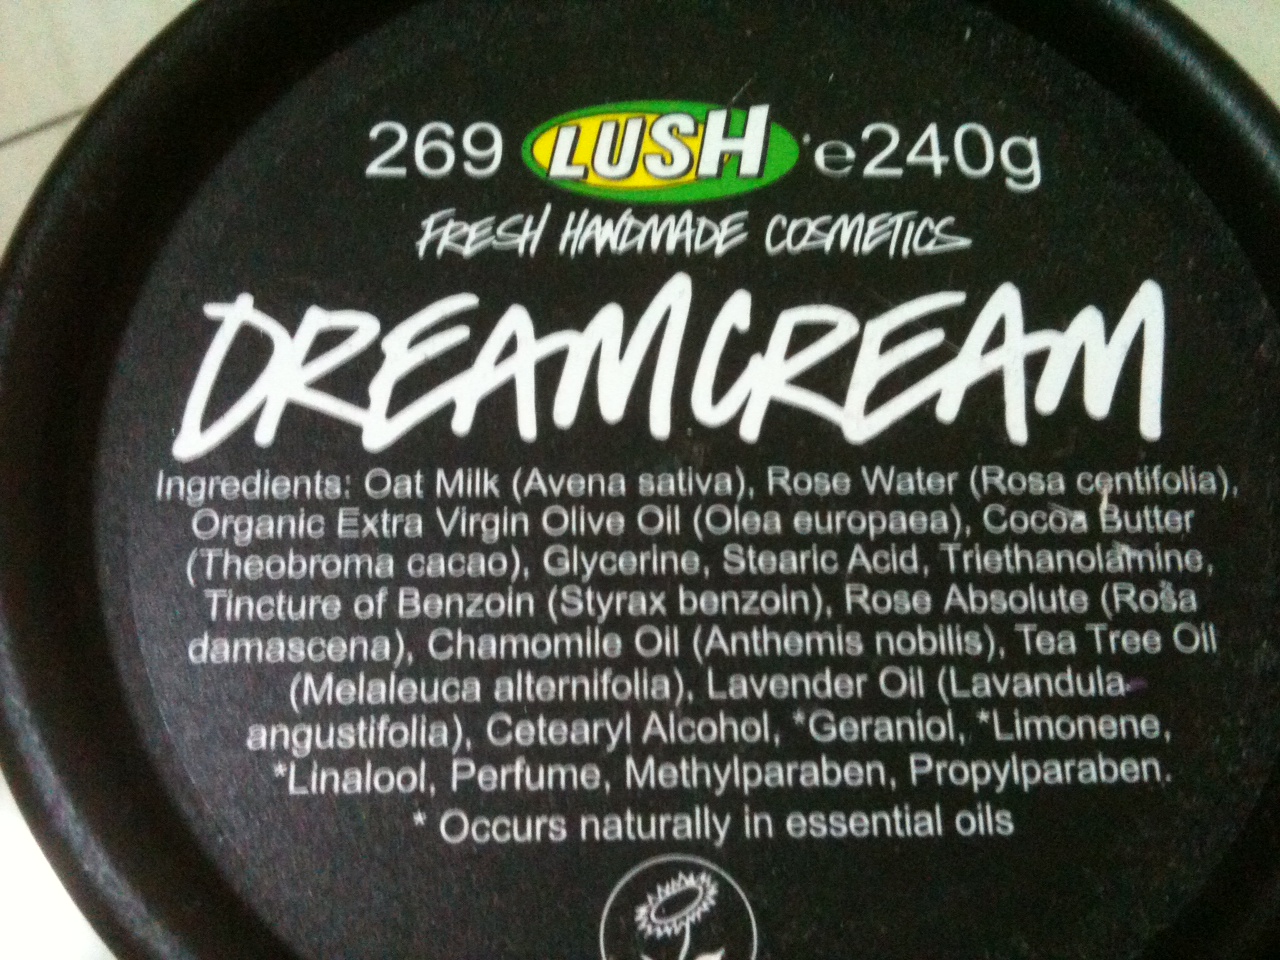 269 LUSH e240g
FRESH HANDMADE COSMETICS
DREAM CREAM
Ingredients: Oat Milk (Avena sativa), Rose Water (Rosa centifolia),
Organic Extra Virgin Olive Oil (Olea europaea), Cocoa Butter
(Theobroma cacao), Glycerine, Stearic Acid, Triethanolamine,
Tincture of Benzoin (Styrax benzoin), Rose Absolute (Rosa
damascena), Chamomile Oil (Anthemis nobilis), Tea Tree Oil
(Melaleuca alternifolia), Lavender Oil (Lavandula
angustifolia), Cetearyl Alcohol, *Geraniol, *Limonene,
*Linalool, Perfume, Methylparaben, Propylparaben.
* Occurs naturally in essential oils